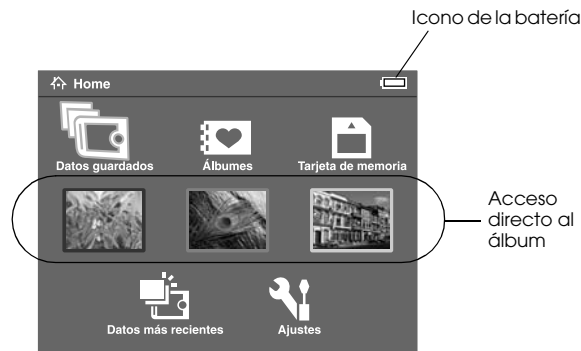 Icono de la batería
Home
Datos guardados
Álbumes
Tarjeta de memoria
Acceso
directo al
álbum
Datos más recientes
Ajustes